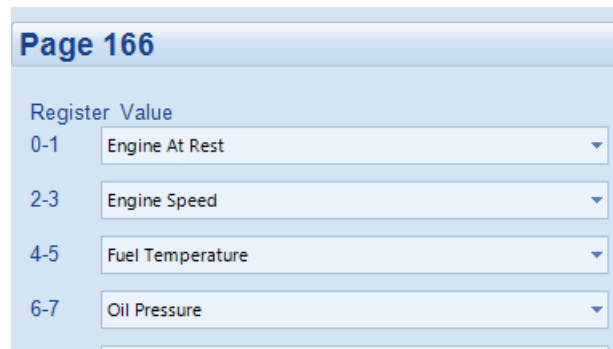 Page 166
Register Value
0-1 Engine At Rest
2-3 Engine Speed
4-5 Fuel Temperature
6-7 Oil Pressure